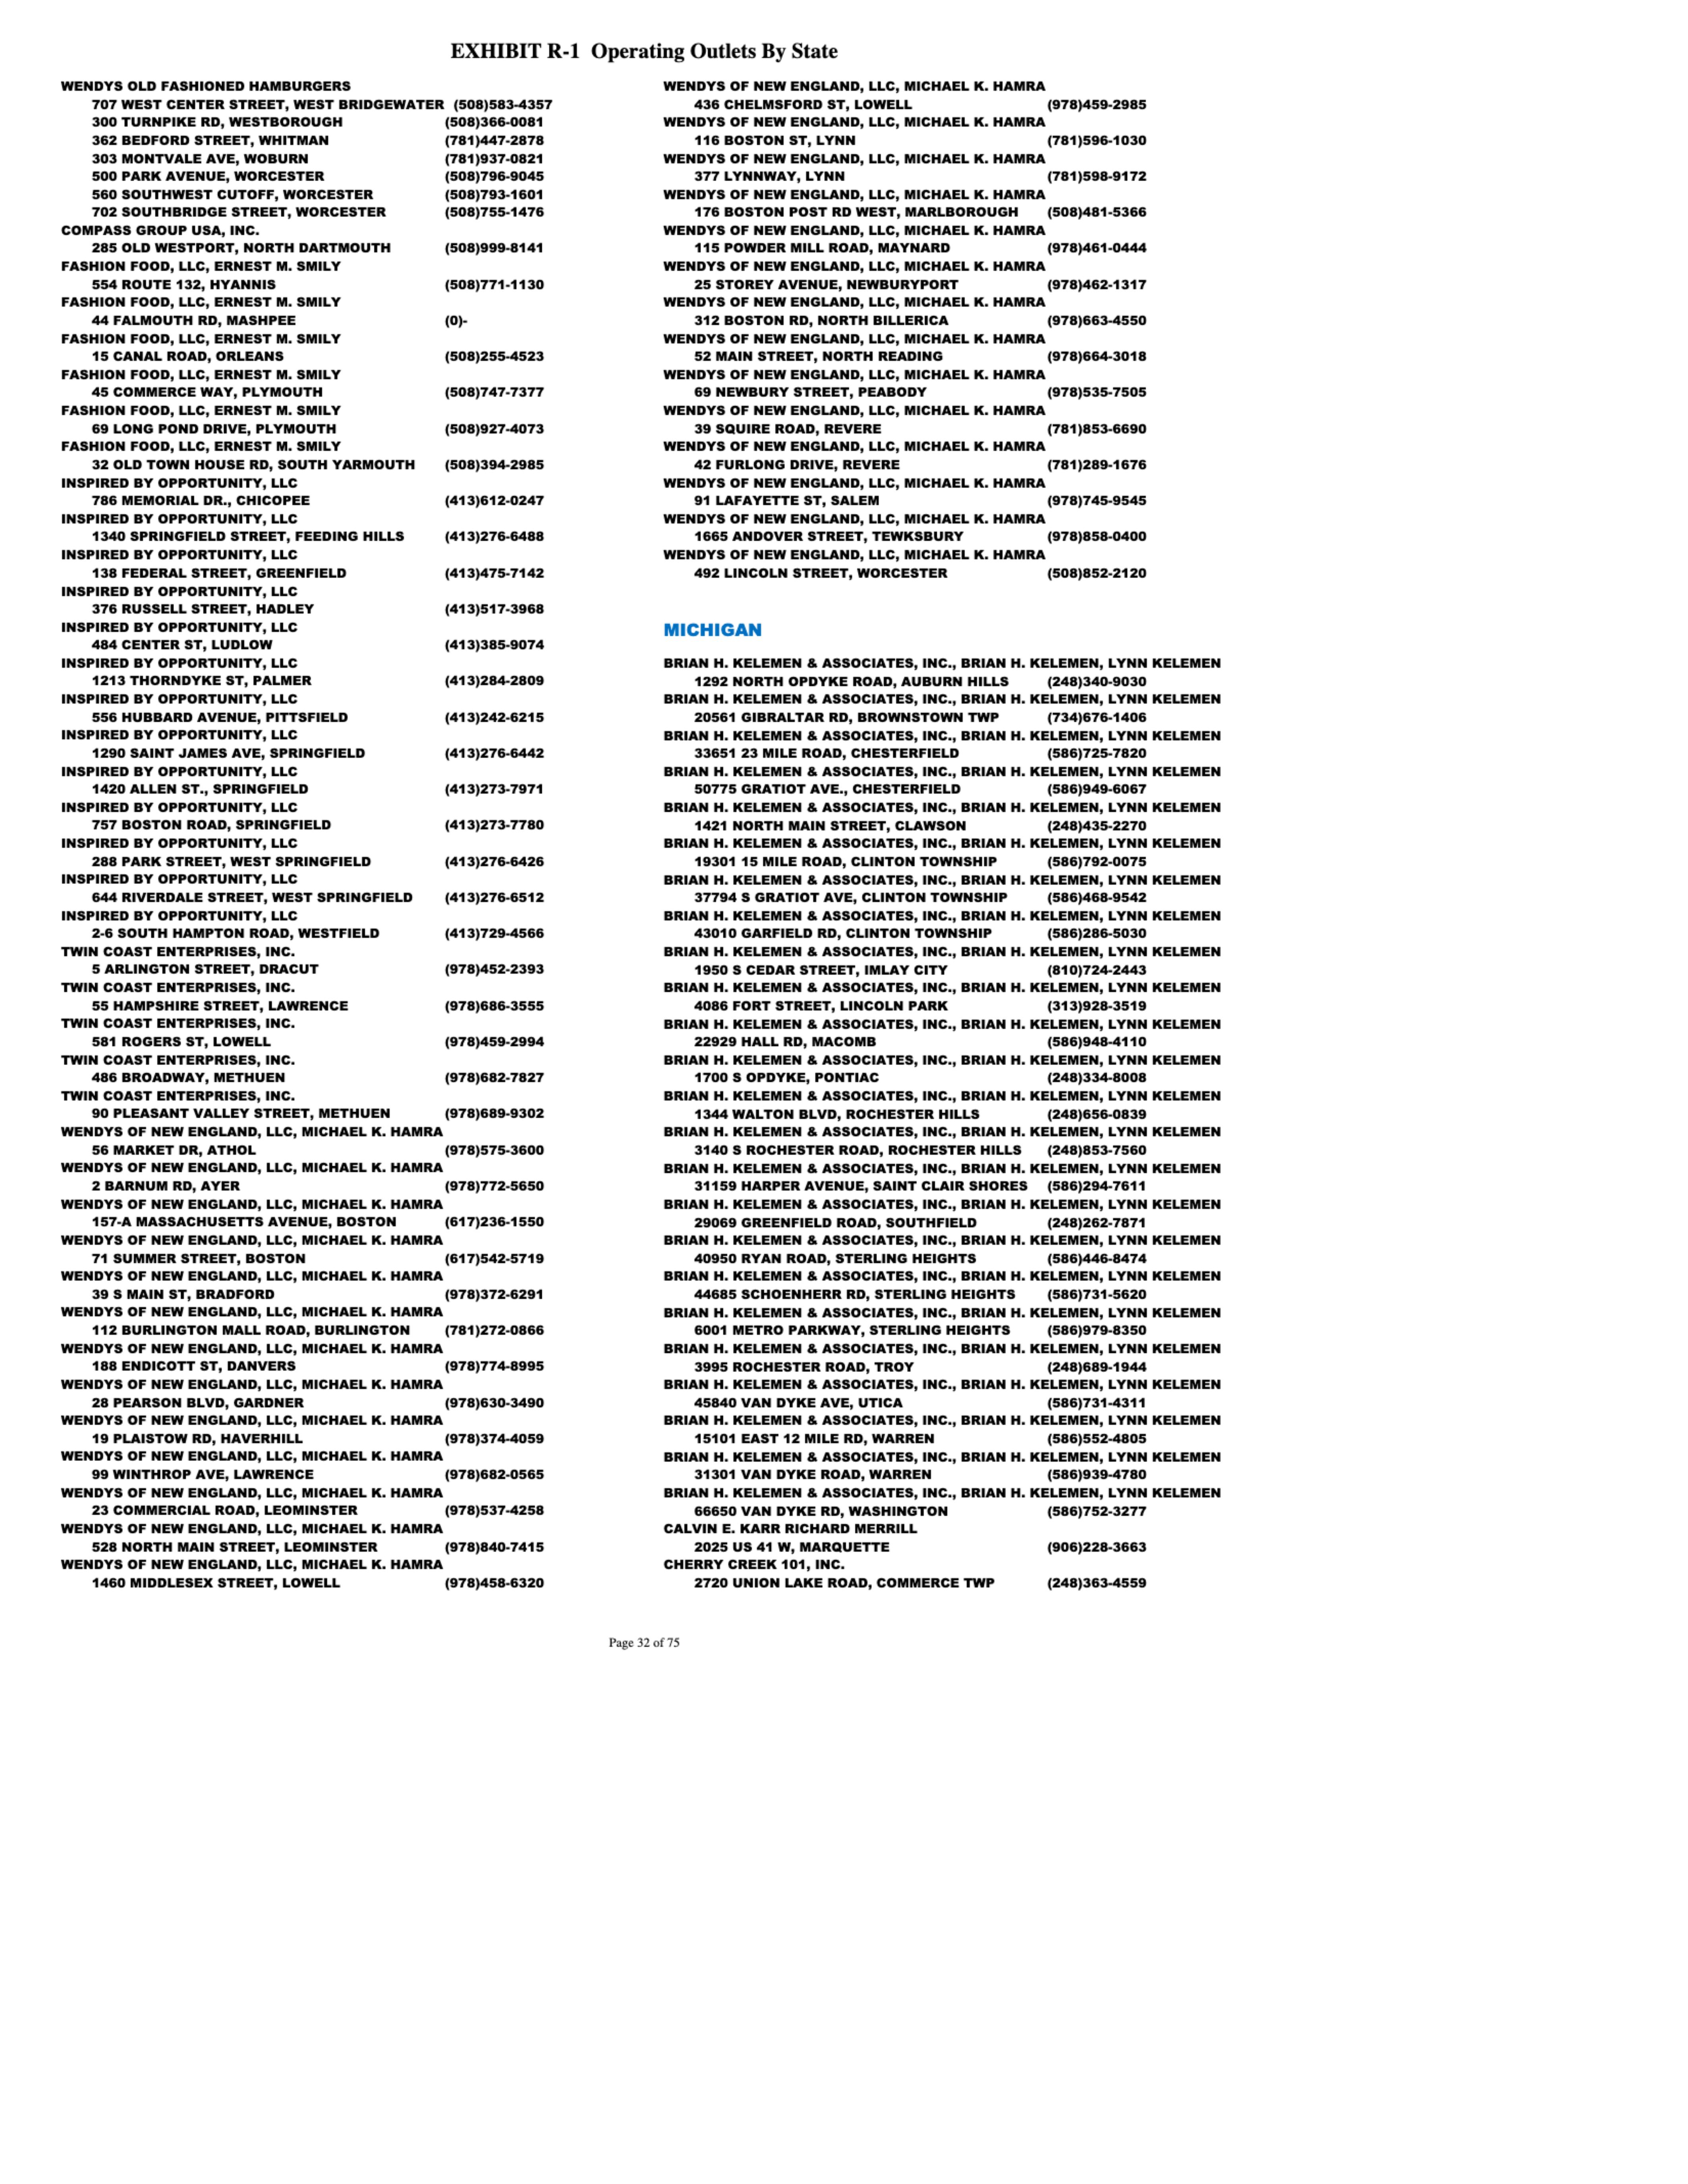 EXHIBIT R-1 Operating Outlets By State
WENDYS OLD FASHIONED HAMBURGERS
707 WEST CENTER STREET, WEST BRIDGEWATER (508)583-4357
300 TURNPIKE RD, WESTBOROUGH (508)366-0081
362 BEDFORD STREET, WHITMAN (781)447-2878
303 MONTVALE AVE, WOBURN (781)937-0821
500 PARK AVENUE, WORCESTER (508)796-9045
560 SOUTHWEST CUTOFF, WORCESTER (508)793-1601
702 SOUTHBRIDGE STREET, WORCESTER (508)755-1476
COMPASS GROUP USA, INC.
285 OLD WESTPORT, NORTH DARTMOUTH (508)999-8141
FASHION FOOD, LLC, ERNEST M. SMILY
554 ROUTE 132, HYANNIS (508)771-1130
FASHION FOOD, LLC, ERNEST M. SMILY
44 FALMOUTH RD, MASHPEE (0)-
FASHION FOOD, LLC, ERNEST M. SMILY
15 CANAL ROAD, ORLEANS (508)255-4523
FASHION FOOD, LLC, ERNEST M. SMILY
45 COMMERCE WAY, PLYMOUTH (508)747-7377
FASHION FOOD, LLC, ERNEST M. SMILY
69 LONG POND DRIVE, PLYMOUTH (508)927-4073
FASHION FOOD, LLC, ERNEST M. SMILY
32 OLD TOWN HOUSE RD, SOUTH YARMOUTH (508)394-2985
INSPIRED BY OPPORTUNITY, LLC
786 MEMORIAL DR., CHICOPEE (413)612-0247
INSPIRED BY OPPORTUNITY, LLC
1340 SPRINGFIELD STREET, FEEDING HILLS (413)276-6488
INSPIRED BY OPPORTUNITY, LLC
138 FEDERAL STREET, GREENFIELD (413)475-7142
INSPIRED BY OPPORTUNITY, LLC
376 RUSSELL STREET, HADLEY (413)517-3968
INSPIRED BY OPPORTUNITY, LLC
484 CENTER ST, LUDLOW (413)385-9074
INSPIRED BY OPPORTUNITY, LLC
1213 THORNDYKE ST, PALMER (413)284-2809
INSPIRED BY OPPORTUNITY, LLC
556 HUBBARD AVENUE, PITTSFIELD (413)242-6215
INSPIRED BY OPPORTUNITY, LLC
1290 SAINT JAMES AVE, SPRINGFIELD (413)276-6442
INSPIRED BY OPPORTUNITY, LLC
1420 ALLEN ST., SPRINGFIELD (413)273-7971
INSPIRED BY OPPORTUNITY, LLC
757 BOSTON ROAD, SPRINGFIELD (413)273-7780
INSPIRED BY OPPORTUNITY, LLC
288 PARK STREET, WEST SPRINGFIELD (413)276-6426
INSPIRED BY OPPORTUNITY, LLC
644 RIVERDALE STREET, WEST SPRINGFIELD (413)276-6512
INSPIRED BY OPPORTUNITY, LLC
2-6 SOUTH HAMPTON ROAD, WESTFIELD (413)729-4566
TWIN COAST ENTERPRISES, INC.
5 ARLINGTON STREET, DRACUT (978)452-2393
TWIN COAST ENTERPRISES, INC.
55 HAMPSHIRE STREET, LAWRENCE (978)686-3555
TWIN COAST ENTERPRISES, INC.
581 ROGERS ST, LOWELL (978)459-2994
TWIN COAST ENTERPRISES, INC.
486 BROADWAY, METHUEN (978)682-7827
TWIN COAST ENTERPRISES, INC.
90 PLEASANT VALLEY STREET, METHUEN (978)689-9302
WENDYS OF NEW ENGLAND, LLC, MICHAEL K. HAMRA
56 MARKET DR, ATHOL (978)575-3600
WENDYS OF NEW ENGLAND, LLC, MICHAEL K. HAMRA
2 BARNUM RD, AYER (978)772-5650
WENDYS OF NEW ENGLAND, LLC, MICHAEL K. HAMRA
157-A MASSACHUSETTS AVENUE, BOSTON (617)236-1550
WENDYS OF NEW ENGLAND, LLC, MICHAEL K. HAMRA
71 SUMMER STREET, BOSTON (617)542-5719
WENDYS OF NEW ENGLAND, LLC, MICHAEL K. HAMRA
39 S MAIN ST, BRADFORD (978)372-6291
WENDYS OF NEW ENGLAND, LLC, MICHAEL K. HAMRA
112 BURLINGTON MALL ROAD, BURLINGTON (781)272-0866
WENDYS OF NEW ENGLAND, LLC, MICHAEL K. HAMRA
188 ENDICOTT ST, DANVERS (978)774-8995
WENDYS OF NEW ENGLAND, LLC, MICHAEL K. HAMRA
28 PEARSON BLVD, GARDNER (978)630-3490
WENDYS OF NEW ENGLAND, LLC, MICHAEL K. HAMRA
19 PLAISTOW RD, HAVERHILL (978)374-4059
WENDYS OF NEW ENGLAND, LLC, MICHAEL K. HAMRA
99 WINTHROP AVE, LAWRENCE (978)682-0565
WENDYS OF NEW ENGLAND, LLC, MICHAEL K. HAMRA
23 COMMERCIAL ROAD, LEOMINSTER (978)537-4258
WENDYS OF NEW ENGLAND, LLC, MICHAEL K. HAMRA
528 NORTH MAIN STREET, LEOMINSTER (978)840-7415
WENDYS OF NEW ENGLAND, LLC, MICHAEL K. HAMRA
1460 MIDDLESEX STREET, LOWELL (978)458-6320
WENDYS OF NEW ENGLAND, LLC, MICHAEL K. HAMRA
436 CHELMSFORD ST, LOWELL (978)459-2985
WENDYS OF NEW ENGLAND, LLC, MICHAEL K. HAMRA
116 BOSTON ST, LYNN (781)596-1030
WENDYS OF NEW ENGLAND, LLC, MICHAEL K. HAMRA
377 LYNNWAY, LYNN (781)598-9172
WENDYS OF NEW ENGLAND, LLC, MICHAEL K. HAMRA
176 BOSTON POST RD WEST, MARLBOROUGH (508)481-5366
WENDYS OF NEW ENGLAND, LLC, MICHAEL K. HAMRA
115 POWDER MILL ROAD, MAYNARD (978)461-0444
WENDYS OF NEW ENGLAND, LLC, MICHAEL K. HAMRA
25 STOREY AVENUE, NEWBURYPORT (978)462-1317
WENDYS OF NEW ENGLAND, LLC, MICHAEL K. HAMRA
312 BOSTON RD, NORTH BILLERICA (978)663-4550
WENDYS OF NEW ENGLAND, LLC, MICHAEL K. HAMRA
52 MAIN STREET, NORTH READING (978)664-3018
WENDYS OF NEW ENGLAND, LLC, MICHAEL K. HAMRA
69 NEWBURY STREET, PEABODY (978)535-7505
WENDYS OF NEW ENGLAND, LLC, MICHAEL K. HAMRA
39 SQUIRE ROAD, REVERE (781)853-6690
WENDYS OF NEW ENGLAND, LLC, MICHAEL K. HAMRA
42 FURLONG DRIVE, REVERE (781)289-1676
WENDYS OF NEW ENGLAND, LLC, MICHAEL K. HAMRA
91 LAFAYETTE ST, SALEM (978)745-9545
WENDYS OF NEW ENGLAND, LLC, MICHAEL K. HAMRA
1665 ANDOVER STREET, TEWKSBURY (978)858-0400
WENDYS OF NEW ENGLAND, LLC, MICHAEL K. HAMRA
492 LINCOLN STREET, WORCESTER (508)852-2120
MICHIGAN
BRIAN H. KELEMEN & ASSOCIATES, INC., BRIAN H. KELEMEN, LYNN KELEMEN
1292 NORTH OPDYKE ROAD, AUBURN HILLS (248)340-9030
BRIAN H. KELEMEN & ASSOCIATES, INC., BRIAN H. KELEMEN, LYNN KELEMEN
20561 GIBRALTAR RD, BROWNSTOWN TWP (734)676-1406
BRIAN H. KELEMEN & ASSOCIATES, INC., BRIAN H. KELEMEN, LYNN KELEMEN
33651 23 MILE ROAD, CHESTERFIELD (586)725-7820
BRIAN H. KELEMEN & ASSOCIATES, INC., BRIAN H. KELEMEN, LYNN KELEMEN
50775 GRATIOT AVE., CHESTERFIELD (586)949-6067
BRIAN H. KELEMEN & ASSOCIATES, INC., BRIAN H. KELEMEN, LYNN KELEMEN
1421 NORTH MAIN STREET, CLAWSON (248)435-2270
BRIAN H. KELEMEN & ASSOCIATES, INC., BRIAN H. KELEMEN, LYNN KELEMEN
19301 15 MILE ROAD, CLINTON TOWNSHIP (586)792-0075
BRIAN H. KELEMEN & ASSOCIATES, INC., BRIAN H. KELEMEN, LYNN KELEMEN
37794 S GRATIOT AVE, CLINTON TOWNSHIP (586)468-9542
BRIAN H. KELEMEN & ASSOCIATES, INC., BRIAN H. KELEMEN, LYNN KELEMEN
43010 GARFIELD RD, CLINTON TOWNSHIP (586)286-5030
BRIAN H. KELEMEN & ASSOCIATES, INC., BRIAN H. KELEMEN, LYNN KELEMEN
1950 S CEDAR STREET, IMLAY CITY (810)724-2443
BRIAN H. KELEMEN & ASSOCIATES, INC., BRIAN H. KELEMEN, LYNN KELEMEN
4086 FORT STREET, LINCOLN PARK (313)928-3519
BRIAN H. KELEMEN & ASSOCIATES, INC., BRIAN H. KELEMEN, LYNN KELEMEN
22929 HALL RD, MACOMB (586)948-4110
BRIAN H. KELEMEN & ASSOCIATES, INC., BRIAN H. KELEMEN, LYNN KELEMEN
1700 S OPDYKE, PONTIAC (248)334-8008
BRIAN H. KELEMEN & ASSOCIATES, INC., BRIAN H. KELEMEN, LYNN KELEMEN
1344 WALTON BLVD, ROCHESTER HILLS (248)656-0839
BRIAN H. KELEMEN & ASSOCIATES, INC., BRIAN H. KELEMEN, LYNN KELEMEN
3140 S ROCHESTER ROAD, ROCHESTER HILLS (248)853-7560
BRIAN H. KELEMEN & ASSOCIATES, INC., BRIAN H. KELEMEN, LYNN KELEMEN
31159 HARPER AVENUE, SAINT CLAIR SHORES (586)294-7611
BRIAN H. KELEMEN & ASSOCIATES, INC., BRIAN H. KELEMEN, LYNN KELEMEN
29069 GREENFIELD ROAD, SOUTHFIELD (248)262-7871
BRIAN H. KELEMEN & ASSOCIATES, INC., BRIAN H. KELEMEN, LYNN KELEMEN
40950 RYAN ROAD, STERLING HEIGHTS (586)446-8474
BRIAN H. KELEMEN & ASSOCIATES, INC., BRIAN H. KELEMEN, LYNN KELEMEN
44685 SCHOENHERR RD, STERLING HEIGHTS (586)731-5620
BRIAN H. KELEMEN & ASSOCIATES, INC., BRIAN H. KELEMEN, LYNN KELEMEN
6001 METRO PARKWAY, STERLING HEIGHTS (586)979-8350
BRIAN H. KELEMEN & ASSOCIATES, INC., BRIAN H. KELEMEN, LYNN KELEMEN
3995 ROCHESTER ROAD, TROY (248)689-1944
BRIAN H. KELEMEN & ASSOCIATES, INC., BRIAN H. KELEMEN, LYNN KELEMEN
45840 VAN DYKE AVE, UTICA (586)731-4311
BRIAN H. KELEMEN & ASSOCIATES, INC., BRIAN H. KELEMEN, LYNN KELEMEN
15101 EAST 12 MILE RD, WARREN (586)552-4805
BRIAN H. KELEMEN & ASSOCIATES, INC., BRIAN H. KELEMEN, LYNN KELEMEN
31301 VAN DYKE ROAD, WARREN (586)939-4780
BRIAN H. KELEMEN & ASSOCIATES, INC., BRIAN H. KELEMEN, LYNN KELEMEN
66650 VAN DYKE RD, WASHINGTON (586)752-3277
CALVIN E. KARR RICHARD MERRILL
2025 US 41 W, MARQUETTE (906)228-3663
CHERRY CREEK 101, INC.
2720 UNION LAKE ROAD, COMMERCE TWP (248)363-4559
Page 32 of 75